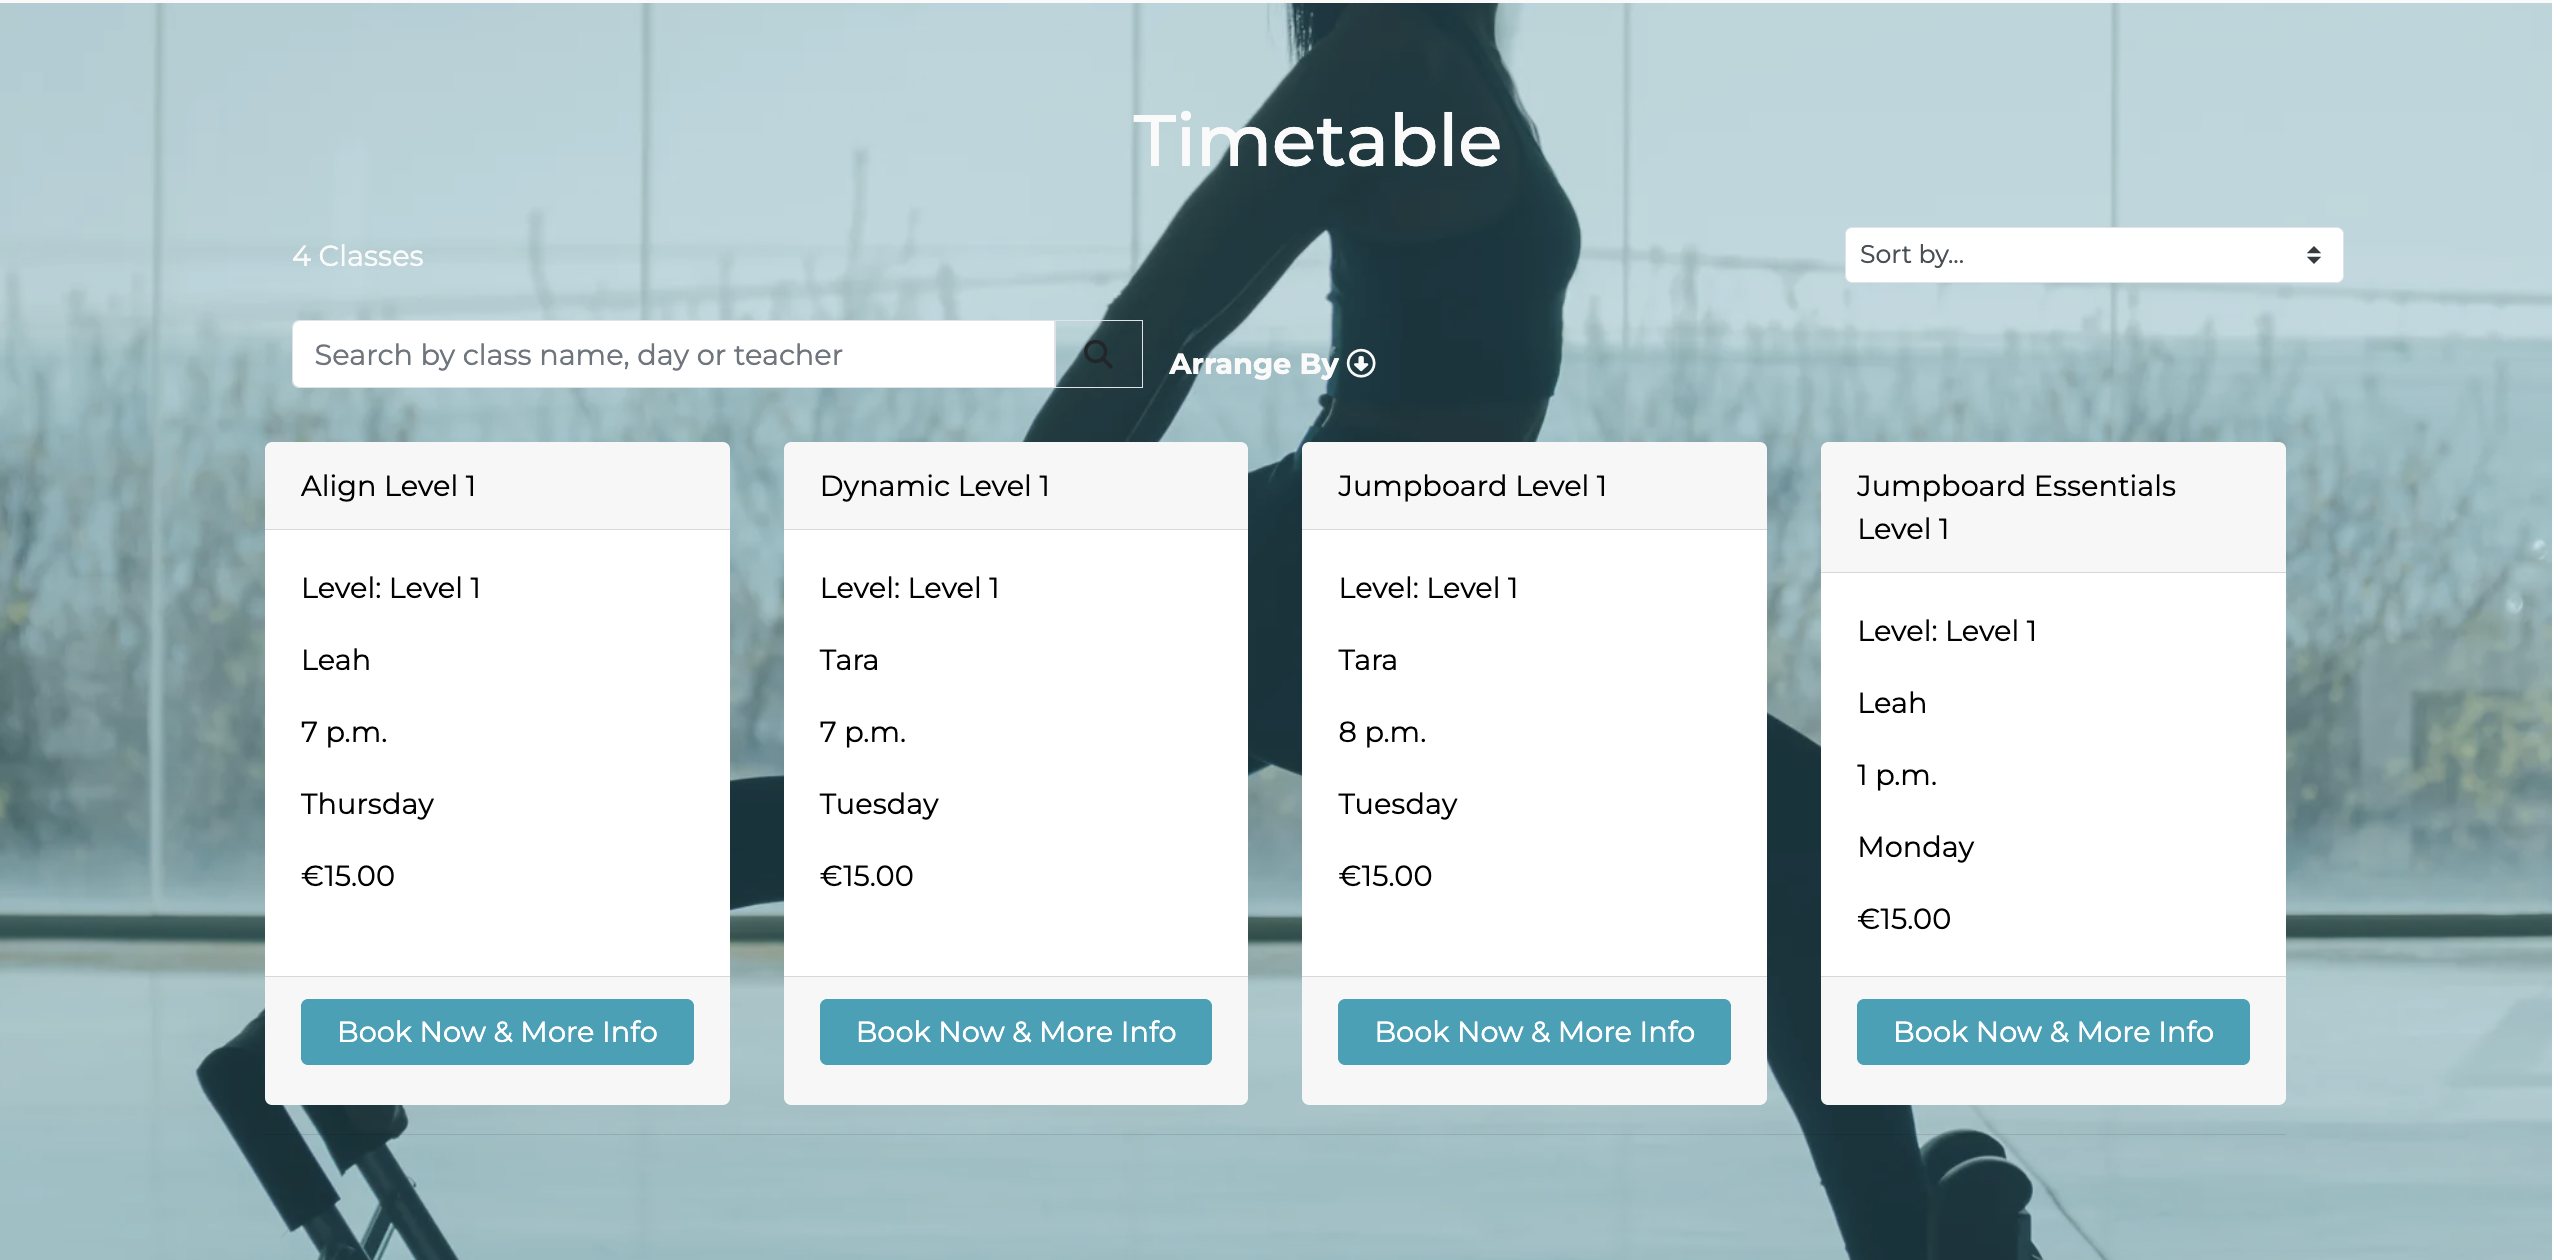 Timetable
4 Classes
Sort by...
Search by class name, day or teacher
Arrange By
Align Level 1
Level: Level 1
Leah
7 p.m.
Thursday
€15.00
Book Now & More Info
Dynamic Level 1
Level: Level 1
Tara
7 p.m.
Tuesday
€15.00
Book Now & More Info
Jumpboard Level 1
Level: Level 1
Tara
8 p.m.
Tuesday
€15.00
Book Now & More Info
Jumpboard Essentials
Level 1
Level: Level 1
Leah
1 p.m.
Monday
€15.00
Book Now & More Info